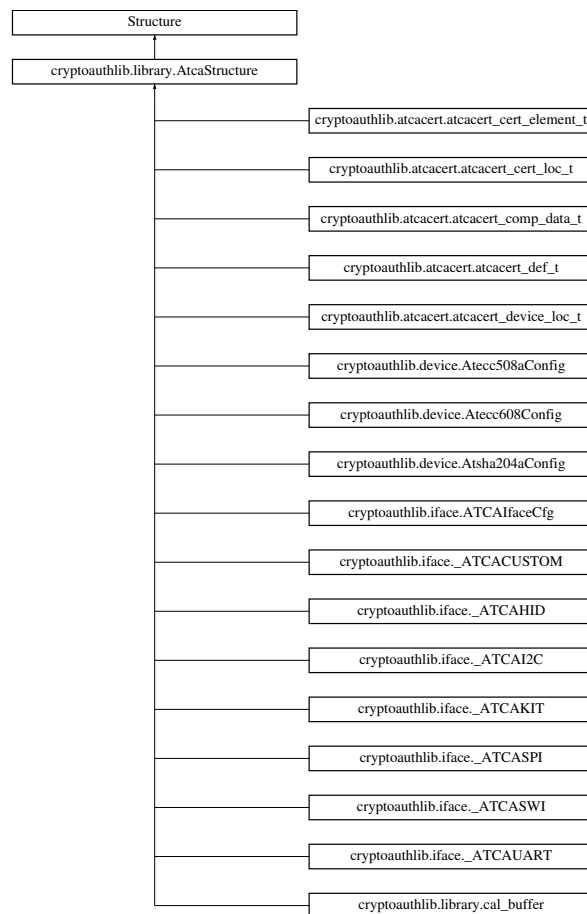 Structure
cryptoauthlib.library.AtcaStructure
cryptoauthlib.atcacert.atcacert_cert_element_t
cryptoauthlib.atcacert.atcacert_cert_loc_t
cryptoauthlib.atcacert.atcacert_comp_data_t
cryptoauthlib.atcacert.atcacert_def_t
cryptoauthlib.atcacert.atcacert_device_loc_t
cryptoauthlib.device.Atecc508aConfig
cryptoauthlib.device.Atecc608Config
cryptoauthlib.device.Atsha204aConfig
cryptoauthlib.iface.ATCAIfaceCfg
cryptoauthlib.iface._ATCACUSTOM
cryptoauthlib.iface._ATCAHID
cryptoauthlib.iface._ATCAI2C
cryptoauthlib.iface._ATCAKIT
cryptoauthlib.iface._ATCASPI
cryptoauthlib.iface._ATCASWI
cryptoauthlib.iface._ATCAUART
cryptoauthlib.library.cal_buffer